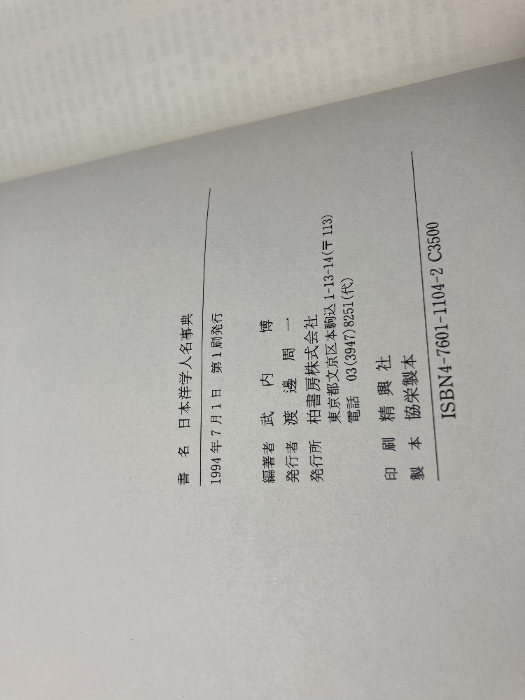 書名 日本洋学人名事典
1994年7月1日 第1刷発行
編著者 武内博
発行者 渡邊周一
発行所 柏書房株式会社
東京都文京区本駒込1-13-14(〒113)
電話 03(3947)8251(代)
印刷 精興社
製本 協栄製本
ISBN4-7601-1104-2 C3500